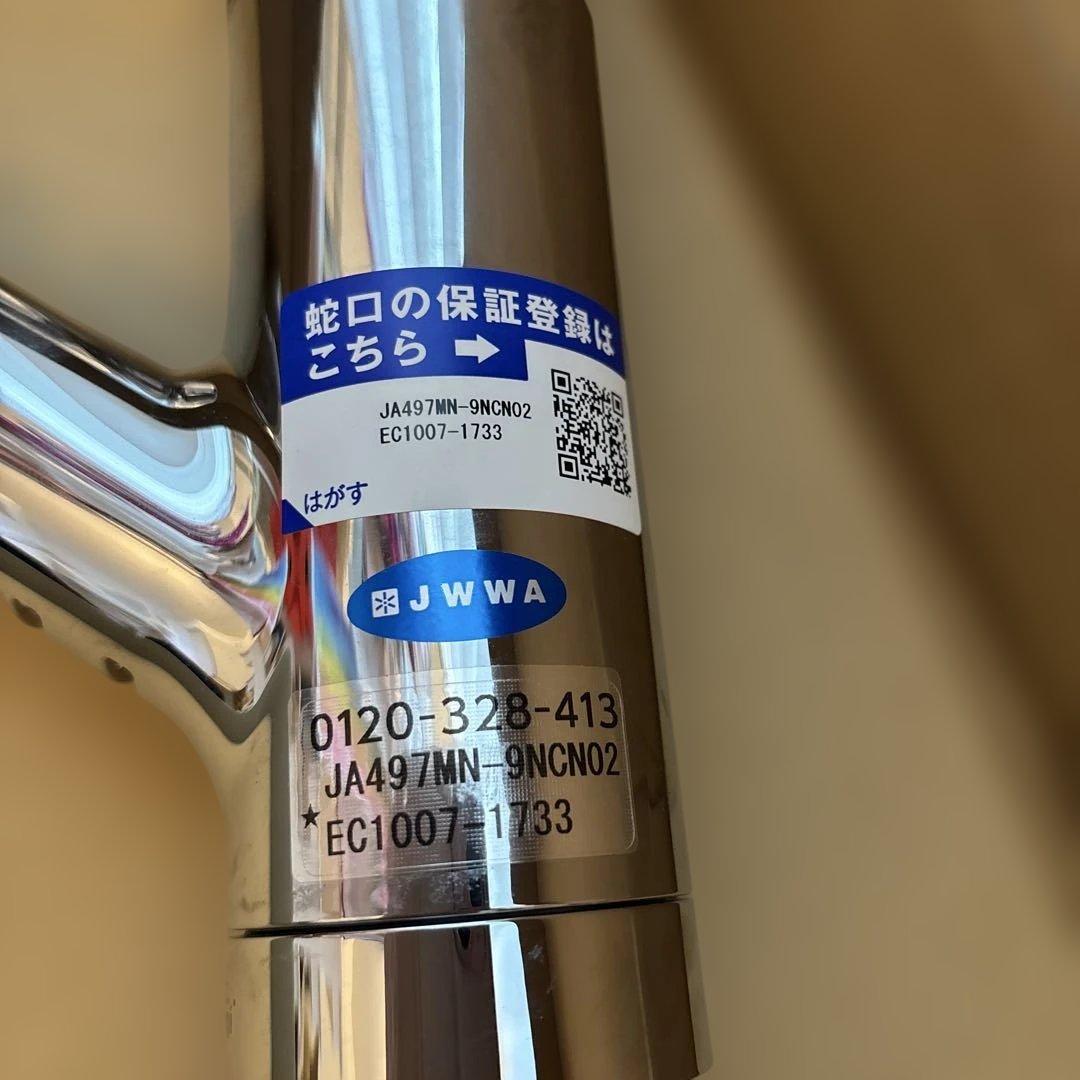 蛇口の保証登録は
こちら →
JA497MN-9NCN02
EC1007-1733
はがす
JWWA
0120-328-413
JA497MN-9NCN02
★ EC1007-1733